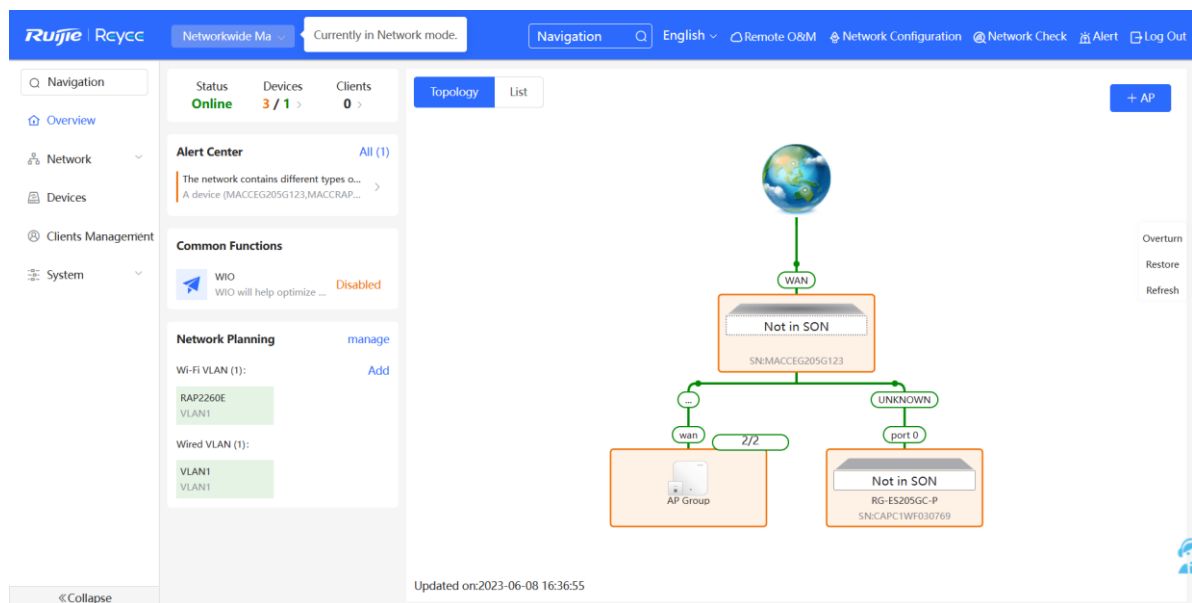 Ruijie | Rcycc
Networkwide Ma
Currently in Network mode.
Navigation
English
Remote O&M
Network Configuration
Network Check
Alert
Log Out
Navigation
Overview
Network
Devices
Clients Management
System
«Collapse
Status Devices Clients
Online 3 / 1 > 0 >
Alert Center All (1)
The network contains different types o...
A device (MACCEG205G123,MACCRAP...
Common Functions
WIO
WIO will help optimize ...
Disabled
Network Planning manage
Wi-Fi VLAN (1): Add
RAP2260E
VLAN1
Wired VLAN (1):
VLAN1
VLAN1
Topology List
+ AP
WAN
Not in SON
SN:MACCEG205G123
... UNKNOWN
wan 2/2 port 0
AP Group
Not in SON
RG-ES205GC-P
SN:CAPC1WF030769
Overturn
Restore
Refresh
Updated on:2023-06-08 16:36:55